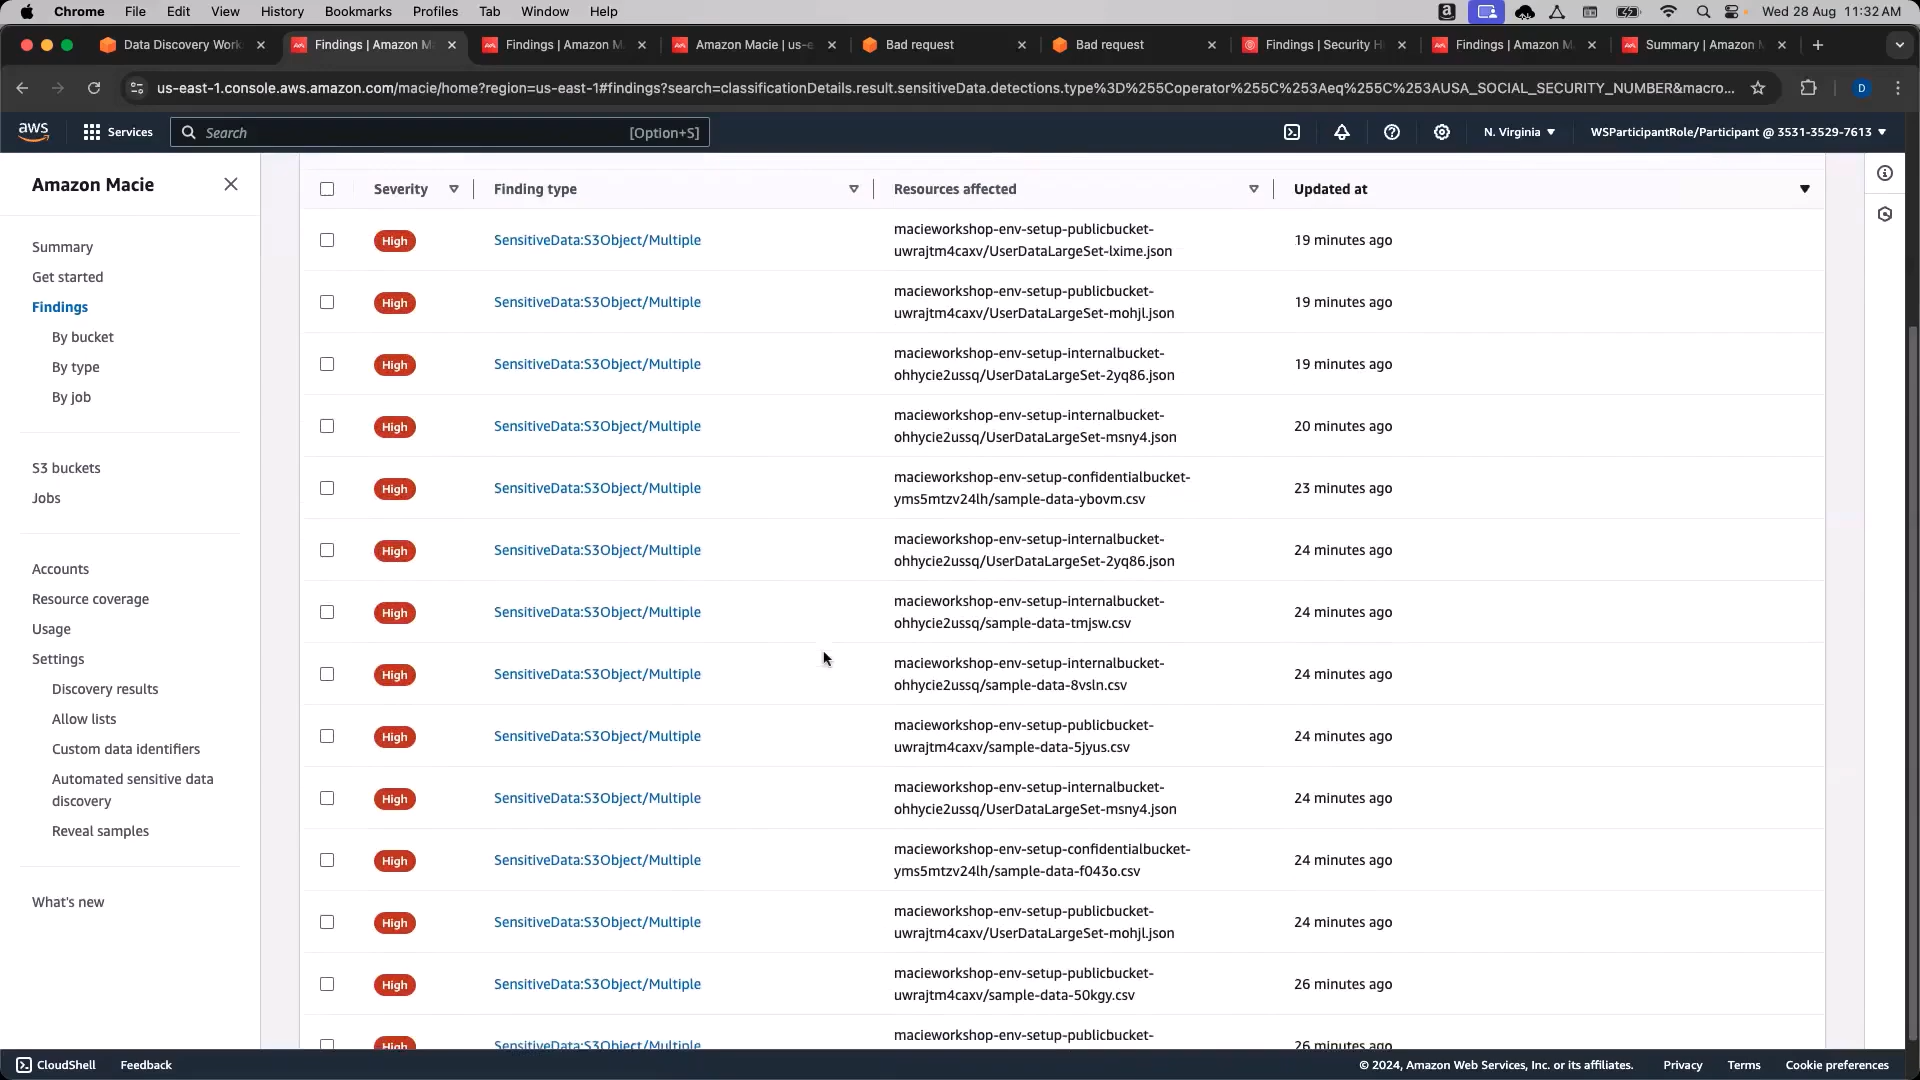 Chrome File Edit View History Bookmarks Profiles Tab Window Help
Wed 28 Aug 11:32 AM
Data Discovery Work
Findings | Amazon M
Findings | Amazon M
Amazon Macie | us-e
Bad request
Bad request
Findings | Security H
Findings | Amazon M
Summary | Amazon M
us-east-1.console.aws.amazon.com/macie/home?region=us-east-1#findings?search=classificationDetails.result.sensitiveData.detections.type%3D%255Coperator%255C%253Aeq%255C%253AUSA_SOCIAL_SECURITY_NUMBER&macro...
D
aws
Services
Search
[Option+S]
N. Virginia
WSParticipantRole/Participant @ 3531-3529-7613
Amazon Macie
Summary
Get started
Findings
By bucket
By type
By job
S3 buckets
Jobs
Accounts
Resource coverage
Usage
Settings
Discovery results
Allow lists
Custom data identifiers
Automated sensitive data
discovery
Reveal samples
What's new
Severity Finding type Resources affected Updated at
High SensitiveData:S3Object/Multiple macieworkshop-env-setup-publicbucket- 19 minutes ago
uwrajtm4caxv/UserDataLargeSet-lxime.json
High SensitiveData:S3Object/Multiple macieworkshop-env-setup-publicbucket- 19 minutes ago
uwrajtm4caxv/UserDataLargeSet-mohjl.json
High SensitiveData:S3Object/Multiple macieworkshop-env-setup-internalbucket- 19 minutes ago
ohhycie2ussq/UserDataLargeSet-2yq86.json
High SensitiveData:S3Object/Multiple macieworkshop-env-setup-internalbucket- 20 minutes ago
ohhycie2ussq/UserDataLargeSet-msny4.json
High SensitiveData:S3Object/Multiple macieworkshop-env-setup-confidentialbucket- 23 minutes ago
yms5mtzv24lh/sample-data-ybovm.csv
High SensitiveData:S3Object/Multiple macieworkshop-env-setup-internalbucket- 24 minutes ago
ohhycie2ussq/UserDataLargeSet-2yq86.json
High SensitiveData:S3Object/Multiple macieworkshop-env-setup-internalbucket- 24 minutes ago
ohhycie2ussq/sample-data-tmjsw.csv
High SensitiveData:S3Object/Multiple macieworkshop-env-setup-internalbucket- 24 minutes ago
ohhycie2ussq/sample-data-8vsln.csv
High SensitiveData:S3Object/Multiple macieworkshop-env-setup-publicbucket- 24 minutes ago
uwrajtm4caxv/sample-data-5jyus.csv
High SensitiveData:S3Object/Multiple macieworkshop-env-setup-internalbucket- 24 minutes ago
ohhycie2ussq/UserDataLargeSet-msny4.json
High SensitiveData:S3Object/Multiple macieworkshop-env-setup-confidentialbucket- 24 minutes ago
yms5mtzv24lh/sample-data-f043o.csv
High SensitiveData:S3Object/Multiple macieworkshop-env-setup-publicbucket- 24 minutes ago
uwrajtm4caxv/UserDataLargeSet-mohjl.json
High SensitiveData:S3Object/Multiple macieworkshop-env-setup-publicbucket- 26 minutes ago
uwrajtm4caxv/sample-data-50kgy.csv
High SensitiveData:S3Object/Multiple macieworkshop-env-setup-publicbucket- 26 minutes ago
CloudShell Feedback © 2024, Amazon Web Services, Inc. or its affiliates. Privacy Terms Cookie preferences